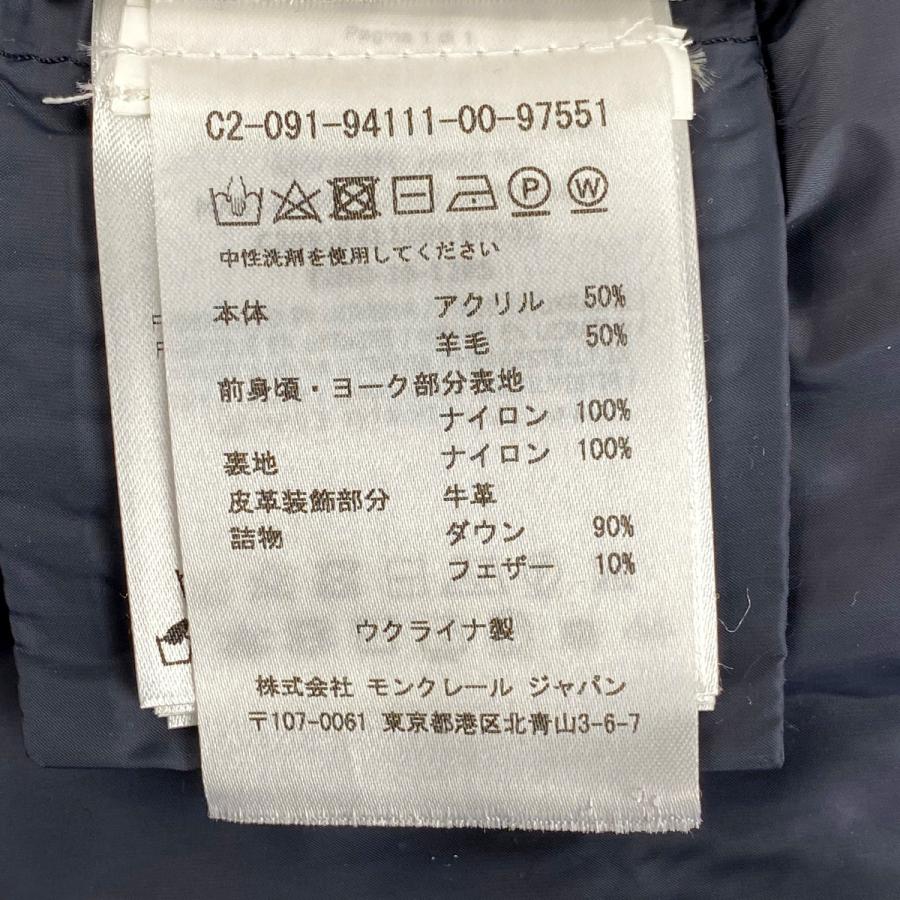 Pagina 1 di 1
C2-091-94111-00-97551
P W
中性洗剤を使用してください
本体 アクリル 50%
羊毛 50%
前身頃・ヨーク部分表地
ナイロン 100%
裏地 ナイロン 100%
皮革装飾部分 牛革
詰物 ダウン 90%
フェザー 10%
ウクライナ製
株式会社 モンクレール ジャパン
〒107-0061 東京都港区北青山3-6-7